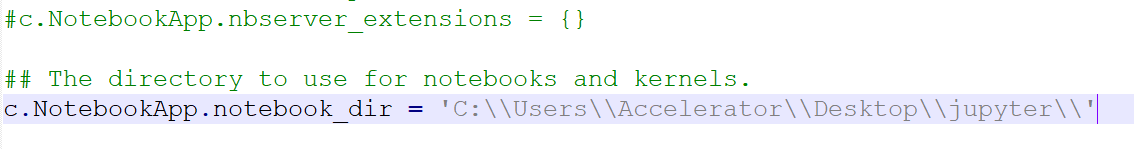 #c.NotebookApp.nbserver_extensions = {}
## The directory to use for notebooks and kernels.
c.NotebookApp.notebook_dir = 'C:\\Users\\Accelerator\\Desktop\\jupyter\\'